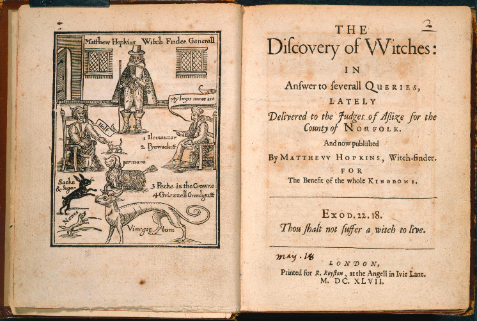 Matthew Hopkins Witch Finder Generall
My Impes names are
Holt
1 Ilemauzar
2 Pyewackett
Jarmara
Sacke & Sugar
3 Pecke in the Crowne
4 Griezzell Greedigutt
Newes
Vinegar Tom
2
THE
Discovery of Witches:
IN
Answer to severall QUERIES,
LATELY
Delivered to the Judges of Assize for the
County of NORFOLK.
And now published
By MATTHEVV HOPKINS, Witch-finder.
FOR
The Benefit of the whole KINGDOME.
EXOD. 22.18.
Thou shalt not suffer a witch to live.
may. 18
LONDON,
Printed for R. Royston, at the Angell in Ivie Lane.
M. DC. XLVII.